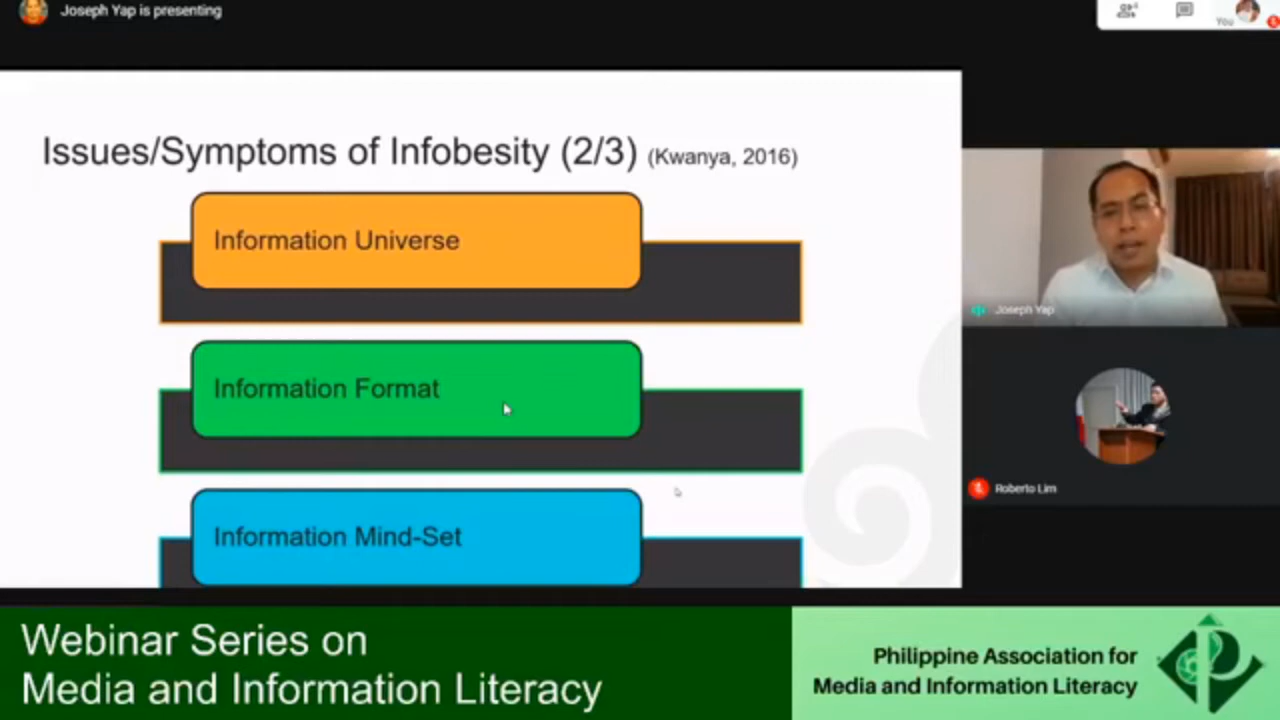 Joseph Yap is presenting
You
Issues/Symptoms of Infobesity (2/3) (Kwanya, 2016)
Information Universe
Information Format
Information Mind-Set
Joseph Yap
Roberto Lim
Webinar Series on
Media and Information Literacy
Philippine Association for
Media and Information Literacy